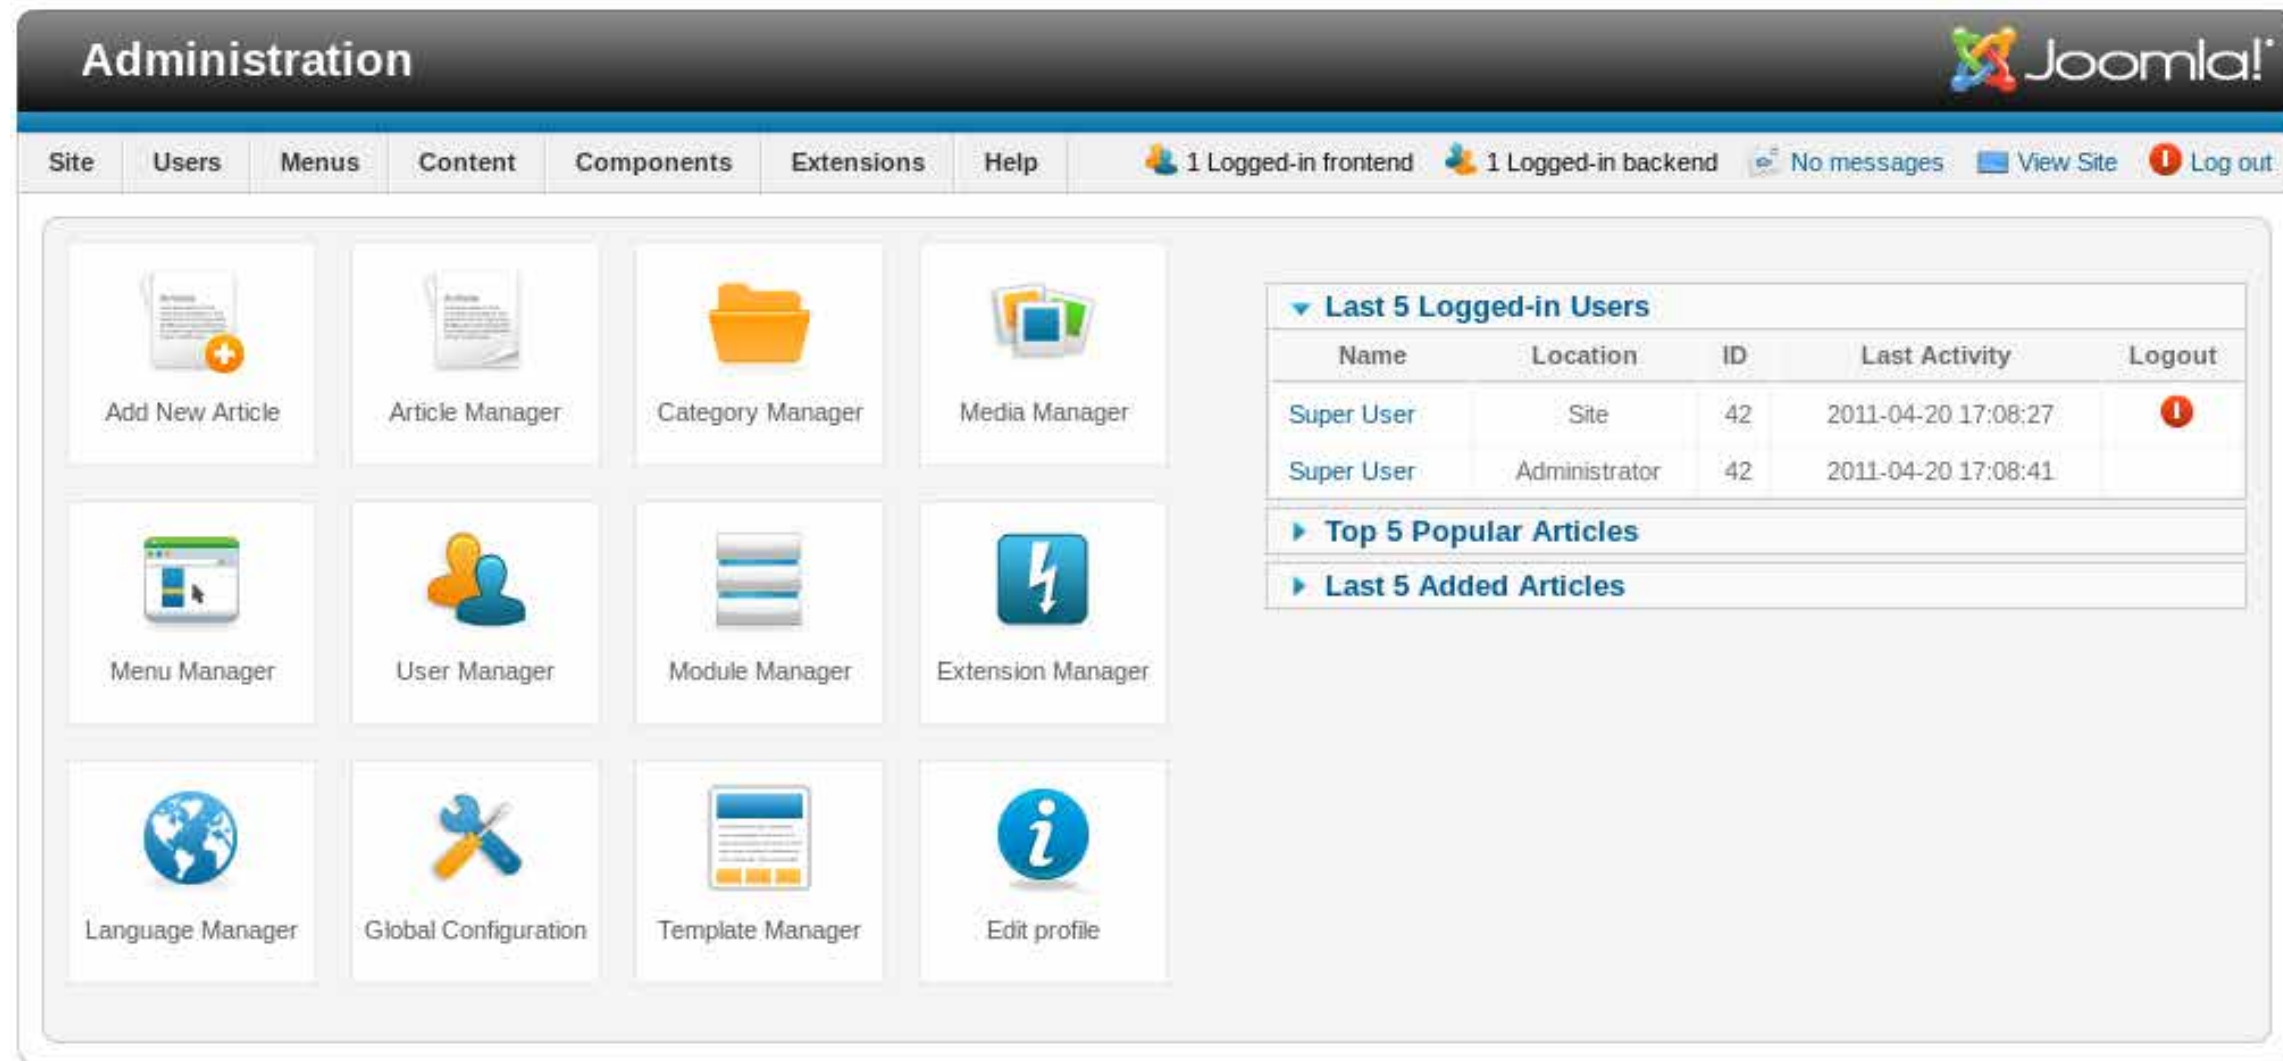 Administration
Joomla!
Site Users Menus Content Components Extensions Help 1 Logged-in frontend 1 Logged-in backend No messages View Site Log out
Add New Article Article Manager Category Manager Media Manager
Menu Manager User Manager Module Manager Extension Manager
Language Manager Global Configuration Template Manager Edit profile
Last 5 Logged-in Users
Name Location ID Last Activity Logout
Super User Site 42 2011-04-20 17:08:27
Super User Administrator 42 2011-04-20 17:08:41
Top 5 Popular Articles
Last 5 Added Articles